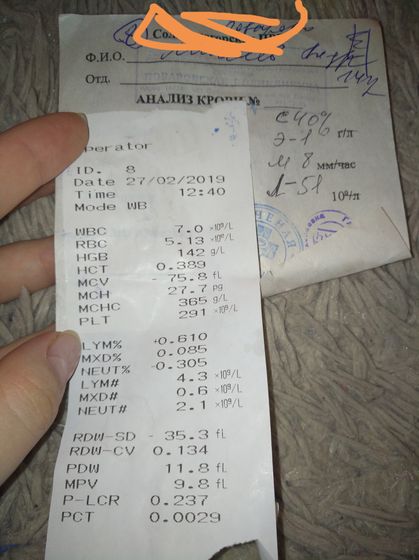 Ф.И.О.
Отд.
АНАЛИЗ КРОВИ №
С 40%
Э-1 г/л
М 8 мм/час
Л-51 10⁹/л
perator
ID. 8
Date 27/02/2019
Time 12:40
Mode WB
WBC 7.0 ×10⁹/L
RBC 5.13 ×10⁹/L
HGB 142 g/L
HCT 0.389
MCV - 75.8 fL
MCH 27.7 pg
MCHC 365 g/L
PLT 291 ×10⁹/L
LYM% +0.610
MXD% 0.085
NEUT% -0.305
LYM# 4.3 ×10⁹/L
MXD# 0.6 ×10⁹/L
NEUT# 2.1 ×10⁹/L
RDW-SD - 35.3 fL
RDW-CV 0.134
PDW 11.8 fL
MPV 9.8 fL
P-LCR 0.237
PCT 0.0029